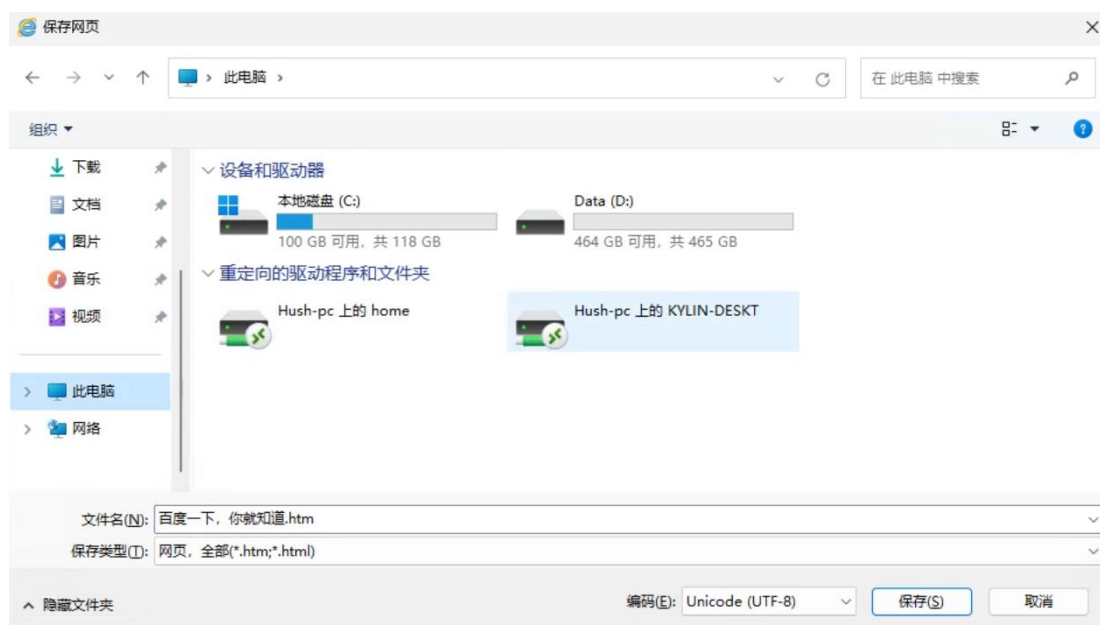 保存网页
此电脑
在 此电脑 中搜索
组织
下载
文档
图片
音乐
视频
此电脑
网络
设备和驱动器
本地磁盘 (C:)
100 GB 可用，共 118 GB
Data (D:)
464 GB 可用，共 465 GB
重定向的驱动程序和文件夹
Hush-pc 上的 home
Hush-pc 上的 KYLIN-DESKT
文件名(N): 百度一下，你就知道.htm
保存类型(T): 网页，全部(*.htm;*.html)
隐藏文件夹
编码(E): Unicode (UTF-8)
保存(S)
取消